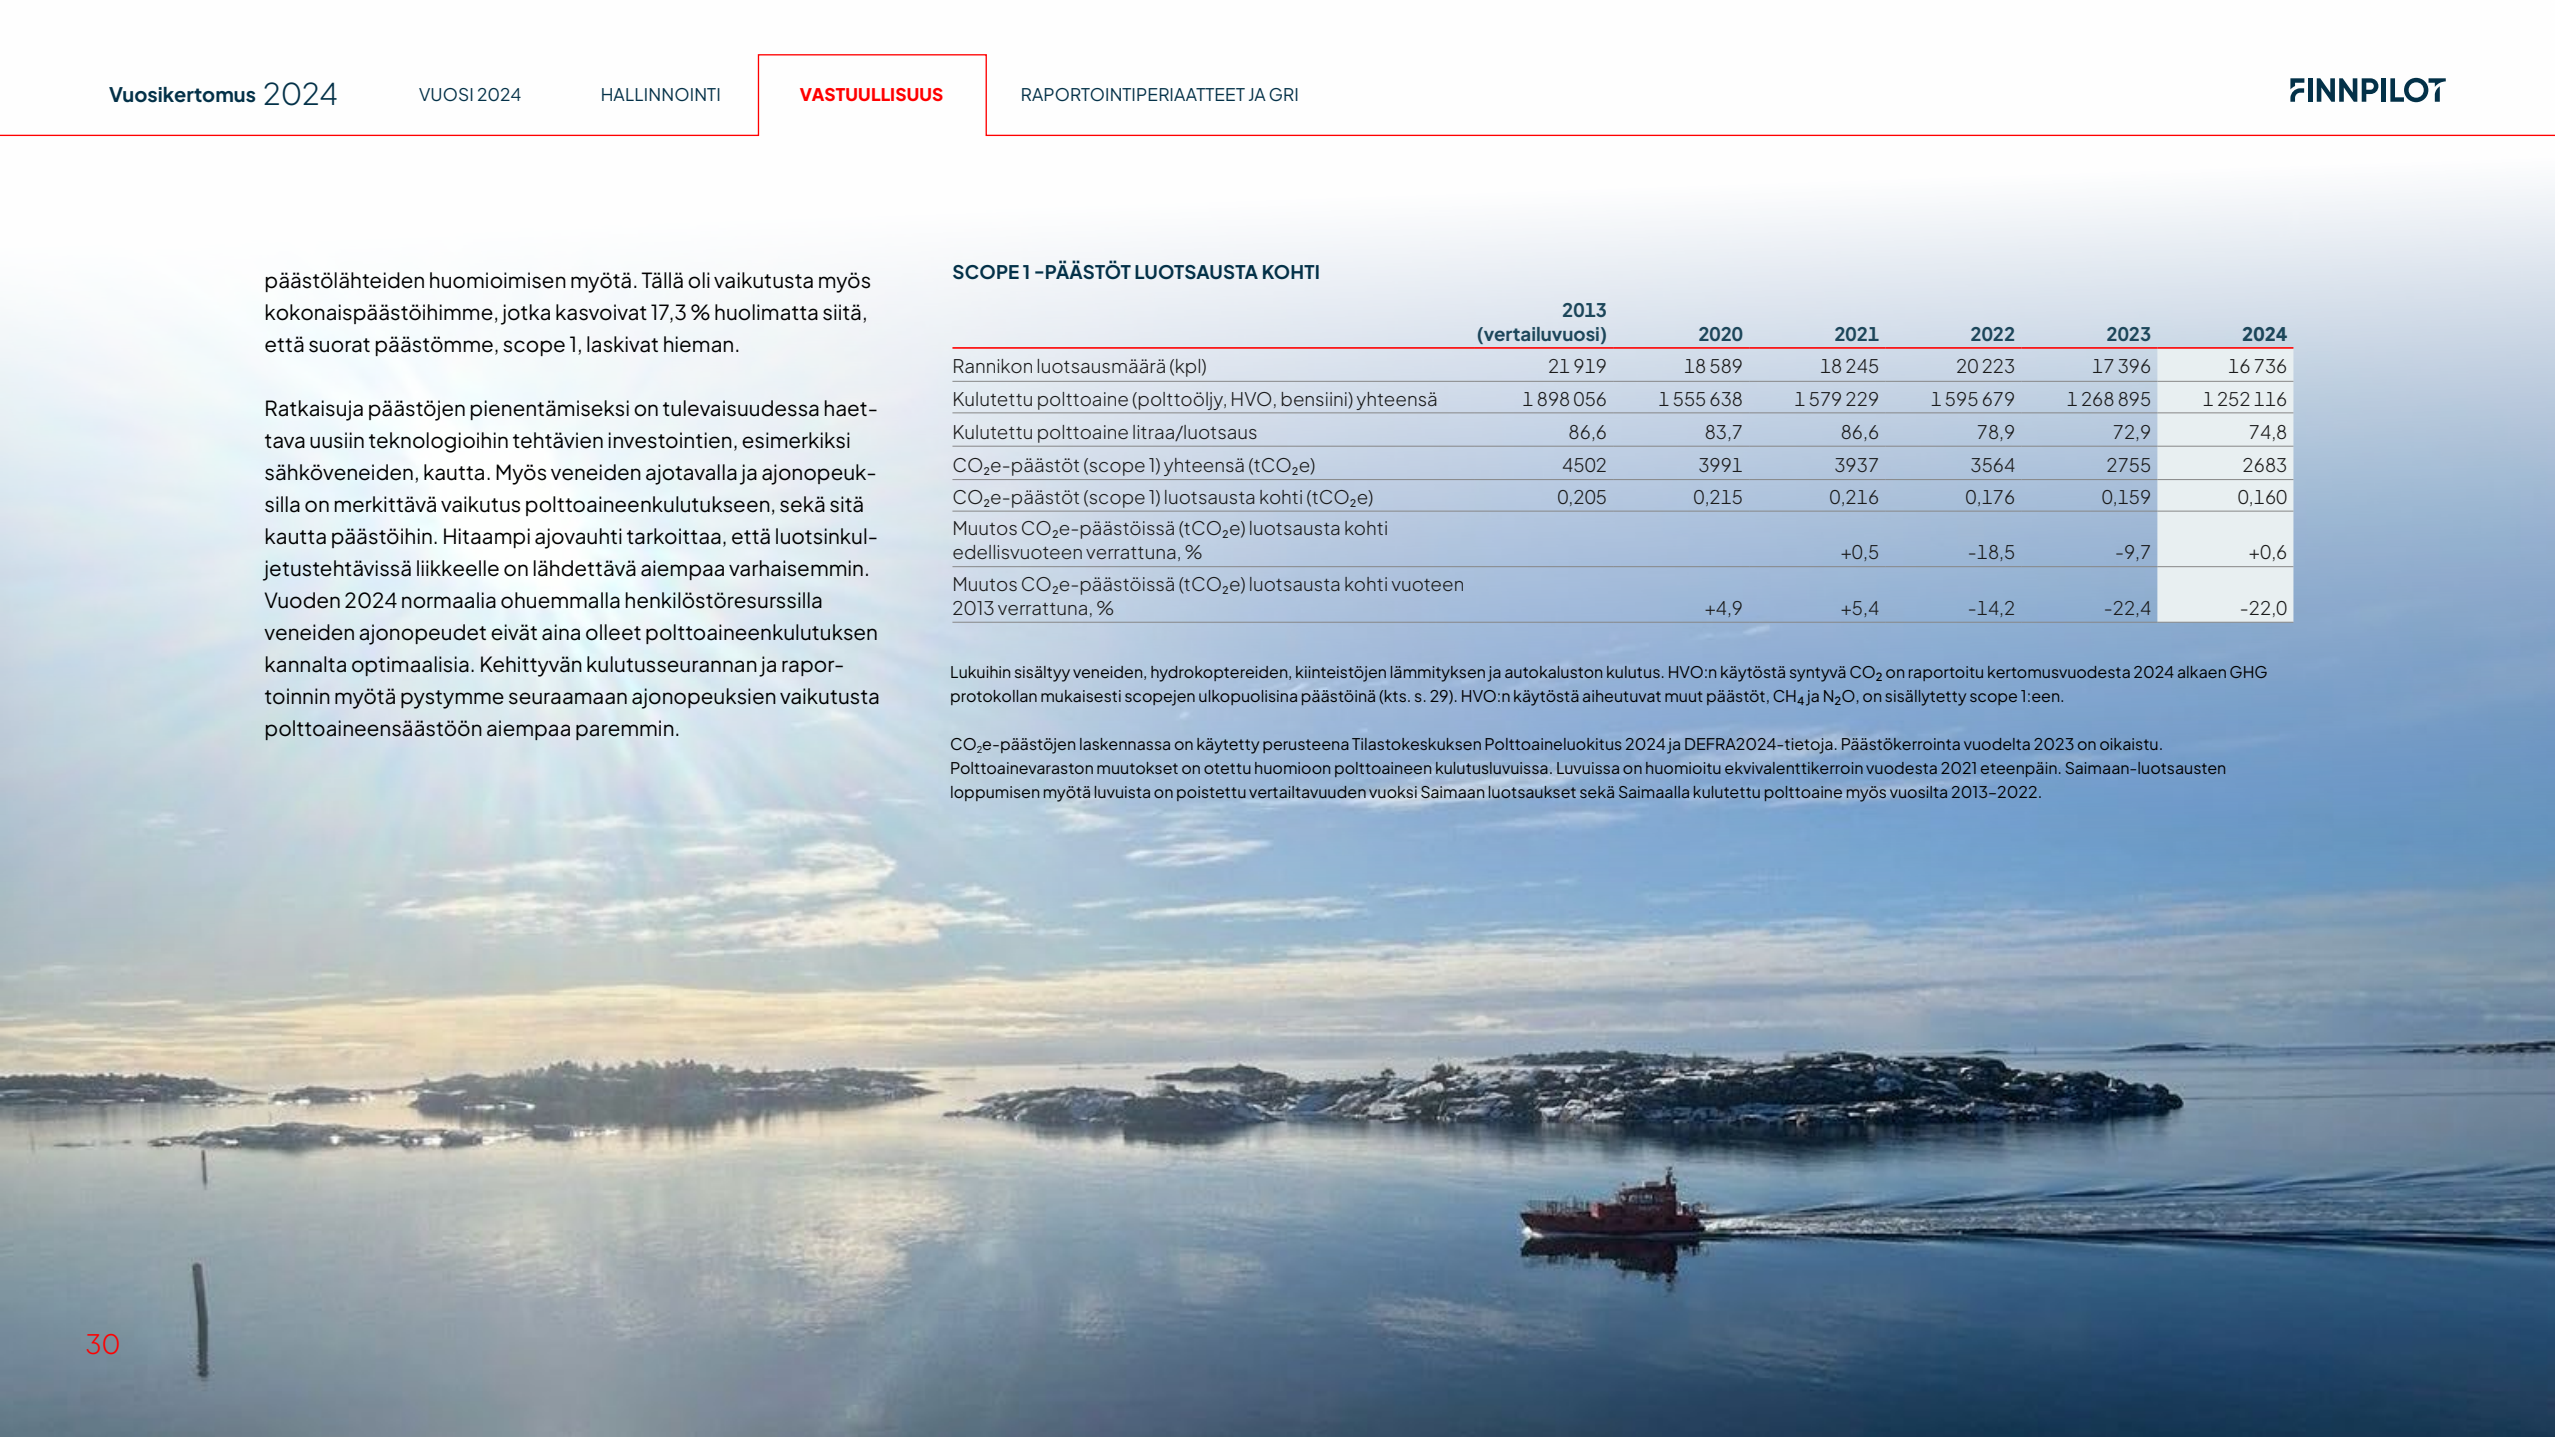 Vuosikertomus 2024
VUOSI 2024
HALLINNOINTI
VASTUULLISUUS
RAPORTOINTIPERIAATTEET JA GRI
FINNPILOT
päästölähteiden huomioimisen myötä. Tällä oli vaikutusta myös
kokonaispäästöihimme, jotka kasvoivat 17,3 % huolimatta siitä,
että suorat päästömme, scope 1, laskivat hieman.
Ratkaisuja päästöjen pienentämiseksi on tulevaisuudessa haet-
tava uusiin teknologioihin tehtävien investointien, esimerkiksi
sähköveneiden, kautta. Myös veneiden ajotavalla ja ajonopeuk-
silla on merkittävä vaikutus polttoaineenkulutukseen, sekä sitä
kautta päästöihin. Hitaampi ajovauhti tarkoittaa, että luotsinkul-
jetustehtävissä liikkeelle on lähdettävä aiempaa varhaisemmin.
Vuoden 2024 normaalia ohuemmalla henkilöstöresurssilla
veneiden ajonopeudet eivät aina olleet polttoaineenkulutuksen
kannalta optimaalisia. Kehittyvän kulutusseurannan ja rapor-
toinnin myötä pystymme seuraamaan ajonopeuksien vaikutusta
polttoaineensäästöön aiempaa paremmin.
SCOPE 1 -PÄÄSTÖT LUOTSAUSTA KOHTI
2013
(vertailuvuosi) 2020 2021 2022 2023 2024
Rannikon luotsausmäärä (kpl) 21 919 18 589 18 245 20 223 17 396 16 736
Kulutettu polttoaine (polttoöljy, HVO, bensiini) yhteensä 1 898 056 1 555 638 1 579 229 1 595 679 1 268 895 1 252 116
Kulutettu polttoaine litraa/luotsaus 86,6 83,7 86,6 78,9 72,9 74,8
CO₂e-päästöt (scope 1) yhteensä (tCO₂e) 4502 3991 3937 3564 2755 2683
CO₂e-päästöt (scope 1) luotsausta kohti (tCO₂e) 0,205 0,215 0,216 0,176 0,159 0,160
Muutos CO₂e-päästöissä (tCO₂e) luotsausta kohti
edellisvuoteen verrattuna, % +0,5 -18,5 -9,7 +0,6
Muutos CO₂e-päästöissä (tCO₂e) luotsausta kohti vuoteen
2013 verrattuna, % +4,9 +5,4 -14,2 -22,4 -22,0
Lukuihin sisältyy veneiden, hydrokoptereiden, kiinteistöjen lämmityksen ja autokaluston kulutus. HVO:n käytöstä syntyvä CO₂ on raportoitu kertomusvuodesta 2024 alkaen GHG
protokollan mukaisesti scopejen ulkopuolisina päästöinä (kts. s. 29). HVO:n käytöstä aiheutuvat muut päästöt, CH₄ ja N₂O, on sisällytetty scope 1:een.
CO₂e-päästöjen laskennassa on käytetty perusteena Tilastokeskuksen Polttoaineluokitus 2024 ja DEFRA2024-tietoja. Päästökerrointa vuodelta 2023 on oikaistu.
Polttoainevaraston muutokset on otettu huomioon polttoaineen kulutusluvuissa. Luvuissa on huomioitu ekvivalenttikerroin vuodesta 2021 eteenpäin. Saimaan-luotsausten
loppumisen myötä luvuista on poistettu vertailtavuuden vuoksi Saimaan luotsaukset sekä Saimaalla kulutettu polttoaine myös vuosilta 2013–2022.
30